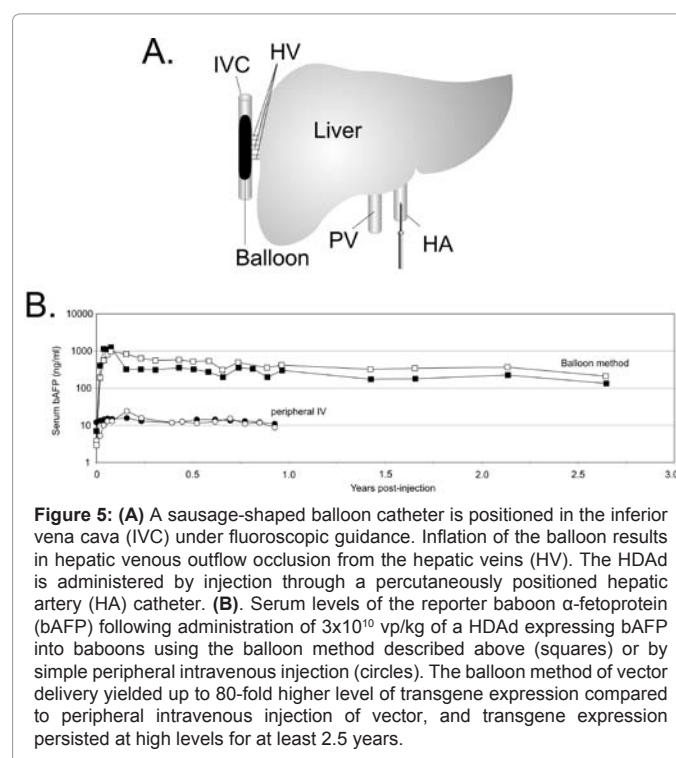 A.
IVC
HV
Liver
Balloon
PV
HA
B.
Serum bAFP (ng/ml)
10000
1000
100
10
1
Balloon method
peripheral IV
0 0.5 1.0 1.5 2.0 2.5 3.0
Years post-injection
Figure 5: (A) A sausage-shaped balloon catheter is positioned in the inferior
vena cava (IVC) under fluoroscopic guidance. Inflation of the balloon results
in hepatic venous outflow occlusion from the hepatic veins (HV). The HDAd
is administered by injection through a percutaneously positioned hepatic
artery (HA) catheter. (B). Serum levels of the reporter baboon α-fetoprotein
(bAFP) following administration of 3x10¹⁰ vp/kg of a HDAd expressing bAFP
into baboons using the balloon method described above (squares) or by
simple peripheral intravenous injection (circles). The balloon method of vector
delivery yielded up to 80-fold higher level of transgene expression compared
to peripheral intravenous injection of vector, and transgene expression
persisted at high levels for at least 2.5 years.